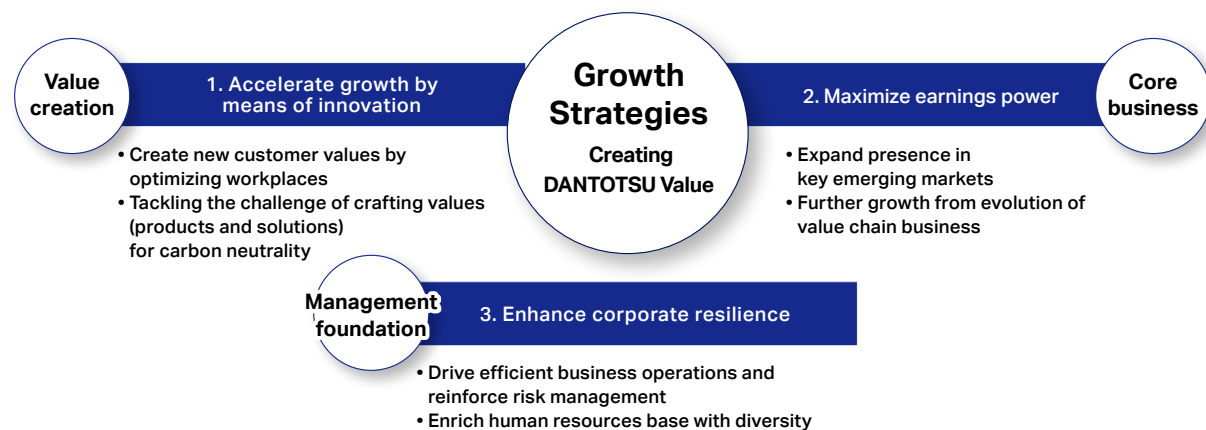 Growth
Strategies
Creating
DANTOTSU Value
Value
creation
1. Accelerate growth by
means of innovation
• Create new customer values by
optimizing workplaces
• Tackling the challenge of crafting values
(products and solutions)
for carbon neutrality
2. Maximize earnings power
Core
business
• Expand presence in
key emerging markets
• Further growth from evolution of
value chain business
Management
foundation
3. Enhance corporate resilience
• Drive efficient business operations and
reinforce risk management
• Enrich human resources base with diversity